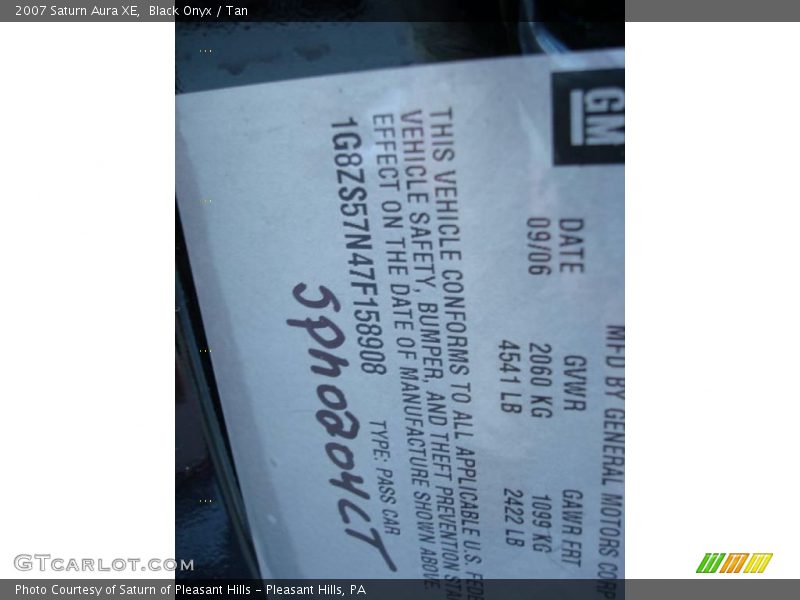 2007 Saturn Aura XE,  Black Onyx / Tan
GM
MFD BY GENERAL MOTORS CORP
DATE GVWR GAWR FRT
09/06 2060 KG 1099 KG
4541 LB 2422 LB
THIS VEHICLE CONFORMS TO ALL APPLICABLE U.S. FEDE
VEHICLE SAFETY, BUMPER, AND THEFT PREVENTION STA
EFFECT ON THE DATE OF MANUFACTURE SHOWN ABOVE.
1G8ZS57N47F158908 TYPE: PASS CAR
GTcarlot.com
Photo Courtesy of Saturn of Pleasant Hills - Pleasant Hills, PA